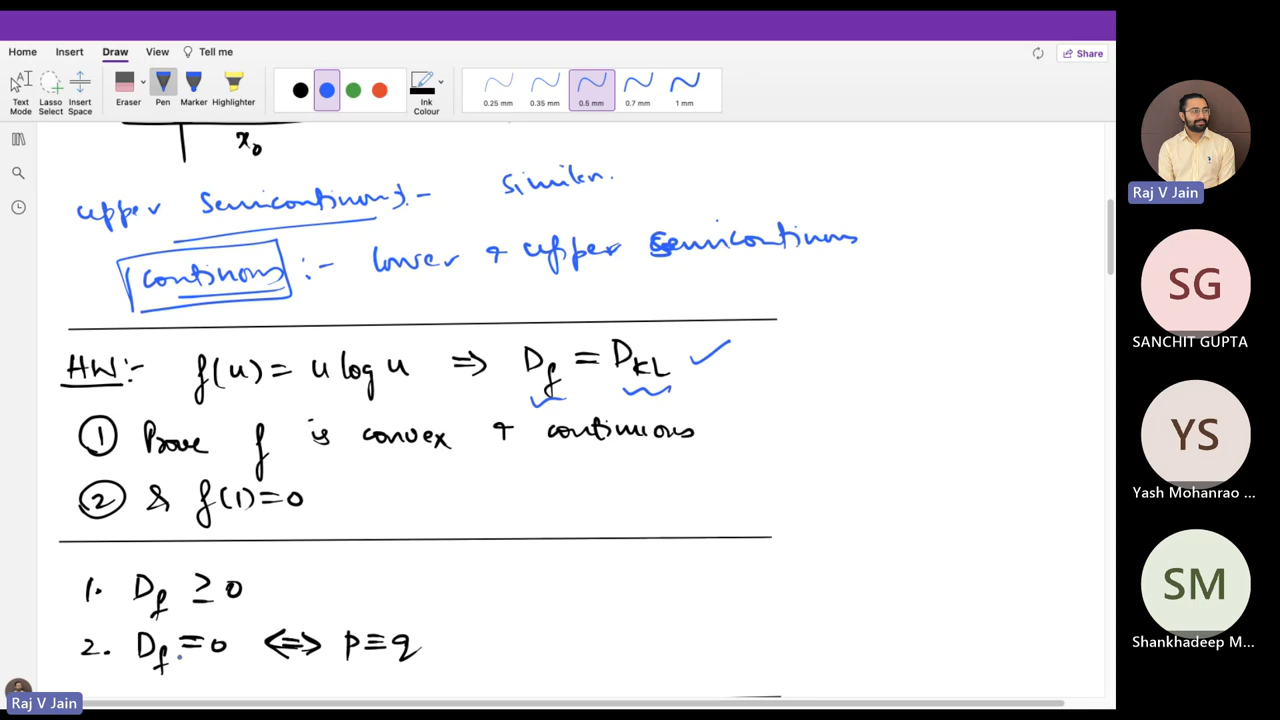 Home Insert Draw View Tell me
Share
Text Mode
Lasso Select
Insert Space
Eraser
Pen
Marker
Highlighter
Ink Colour
0.25 mm
0.35 mm
0.5 mm
0.7 mm
1 mm
x₀
upper semicontinous:- similar.
continous :- lower & upper semicontinous
HW:- f(u) = u log u ⇒ D_f = D_KL ✓
① Prove f is convex & continuous
② & f(1)=0
1. D_f ≥ 0
2. D_f = 0 ⟺ p ≡ q
Raj V Jain
Raj V Jain
SG
SANCHIT GUPTA
YS
Yash Mohanrao ...
SM
Shankhadeep M...